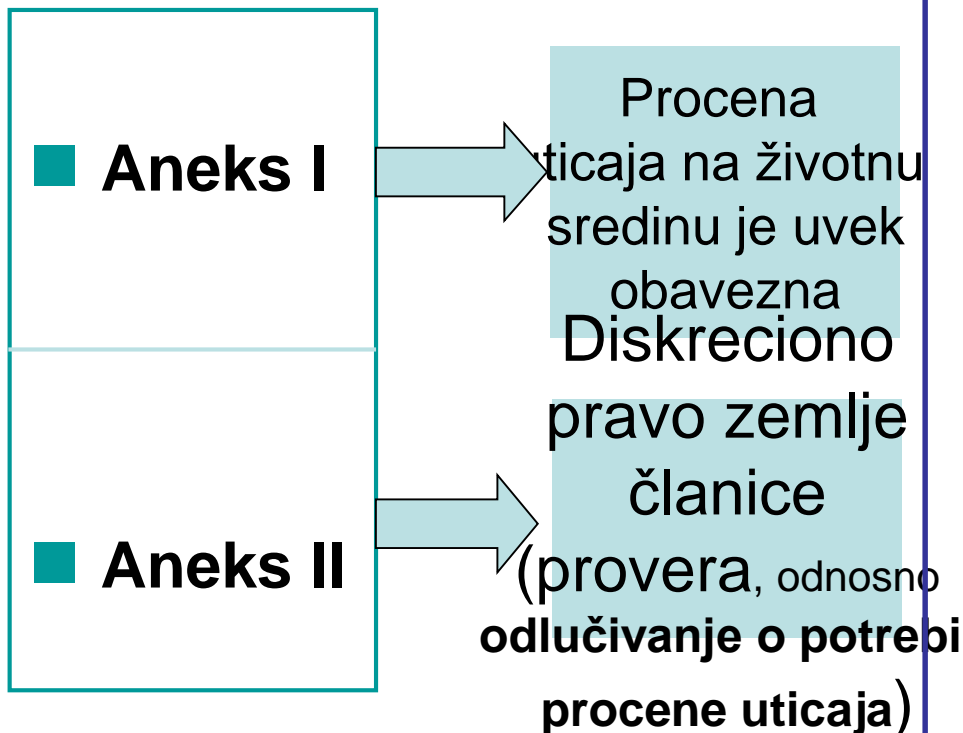 Aneks I
Procena
uticaja na životnu
sredinu je uvek
obavezna
Aneks II
Diskreciono
pravo zemlje
članice
(provera, odnosno
odlučivanje o potrebi
procene uticaja)